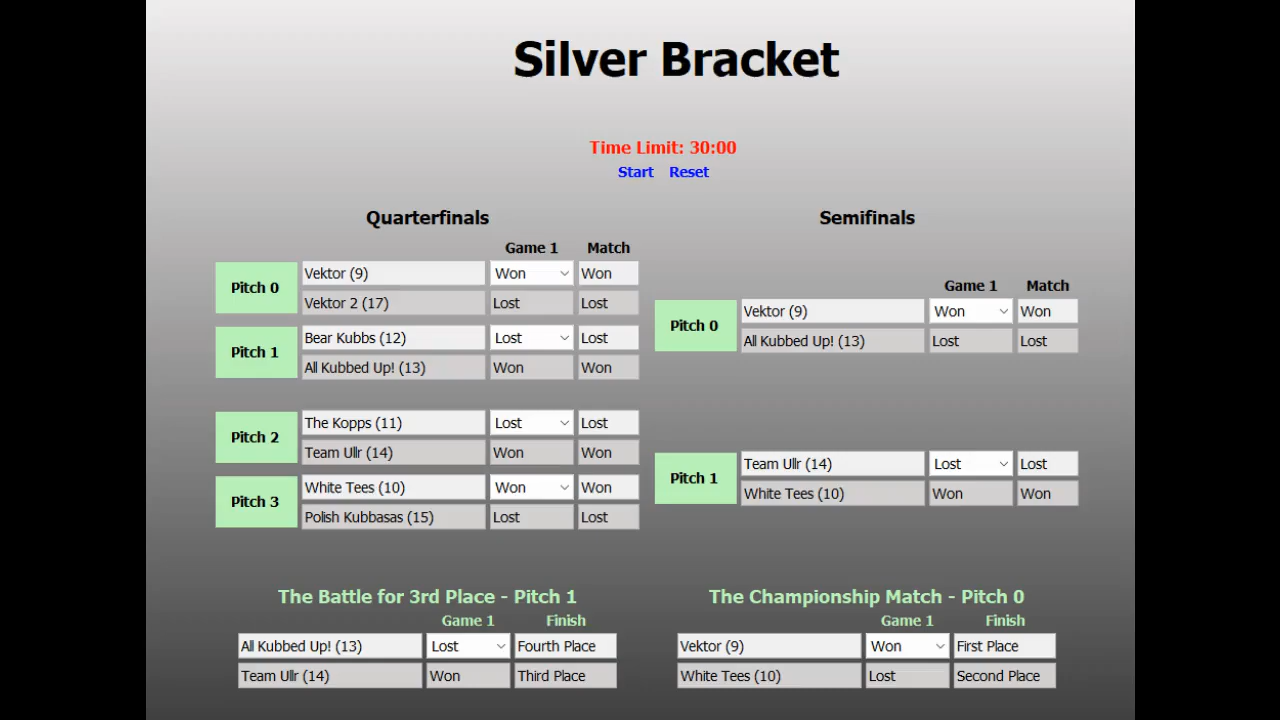 Silver Bracket
Time Limit: 30:00
Start Reset
Quarterfinals
Game 1 Match
Pitch 0
Vektor (9) Won Won
Vektor 2 (17) Lost Lost
Pitch 1
Bear Kubbs (12) Lost Lost
All Kubbed Up! (13) Won Won
Pitch 2
The Kopps (11) Lost Lost
Team Ullr (14) Won Won
Pitch 3
White Tees (10) Won Won
Polish Kubbasas (15) Lost Lost
Semifinals
Game 1 Match
Pitch 0
Vektor (9) Won Won
All Kubbed Up! (13) Lost Lost
Pitch 1
Team Ullr (14) Lost Lost
White Tees (10) Won Won
The Battle for 3rd Place - Pitch 1
Game 1 Finish
All Kubbed Up! (13) Lost Fourth Place
Team Ullr (14) Won Third Place
The Championship Match - Pitch 0
Game 1 Finish
Vektor (9) Won First Place
White Tees (10) Lost Second Place